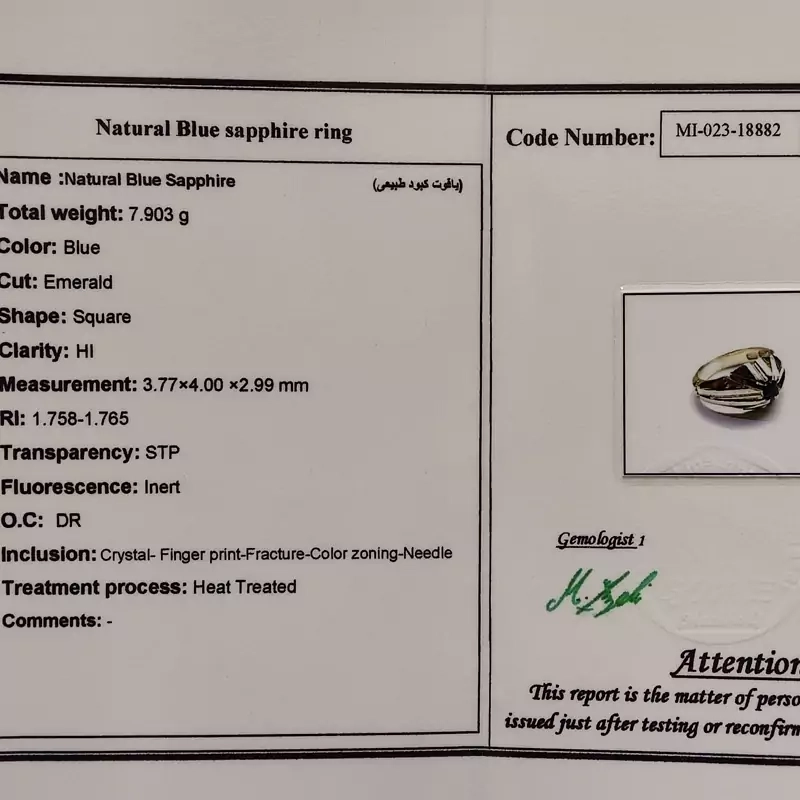 Natural Blue sapphire ring
Name :Natural Blue Sapphire (ياقوت كبود طبيعى)
Total weight: 7.903 g
Color: Blue
Cut: Emerald
Shape: Square
Clarity: HI
Measurement: 3.77×4.00 ×2.99 mm
RI: 1.758-1.765
Transparency: STP
Fluorescence: Inert
O.C: DR
Inclusion: Crystal- Finger print-Fracture-Color zoning-Needle
Treatment process: Heat Treated
Comments: -
Code Number: MI-023-18882
Gemologist 1
Attention
This report is the matter of perso
issued just after testing or reconfirm